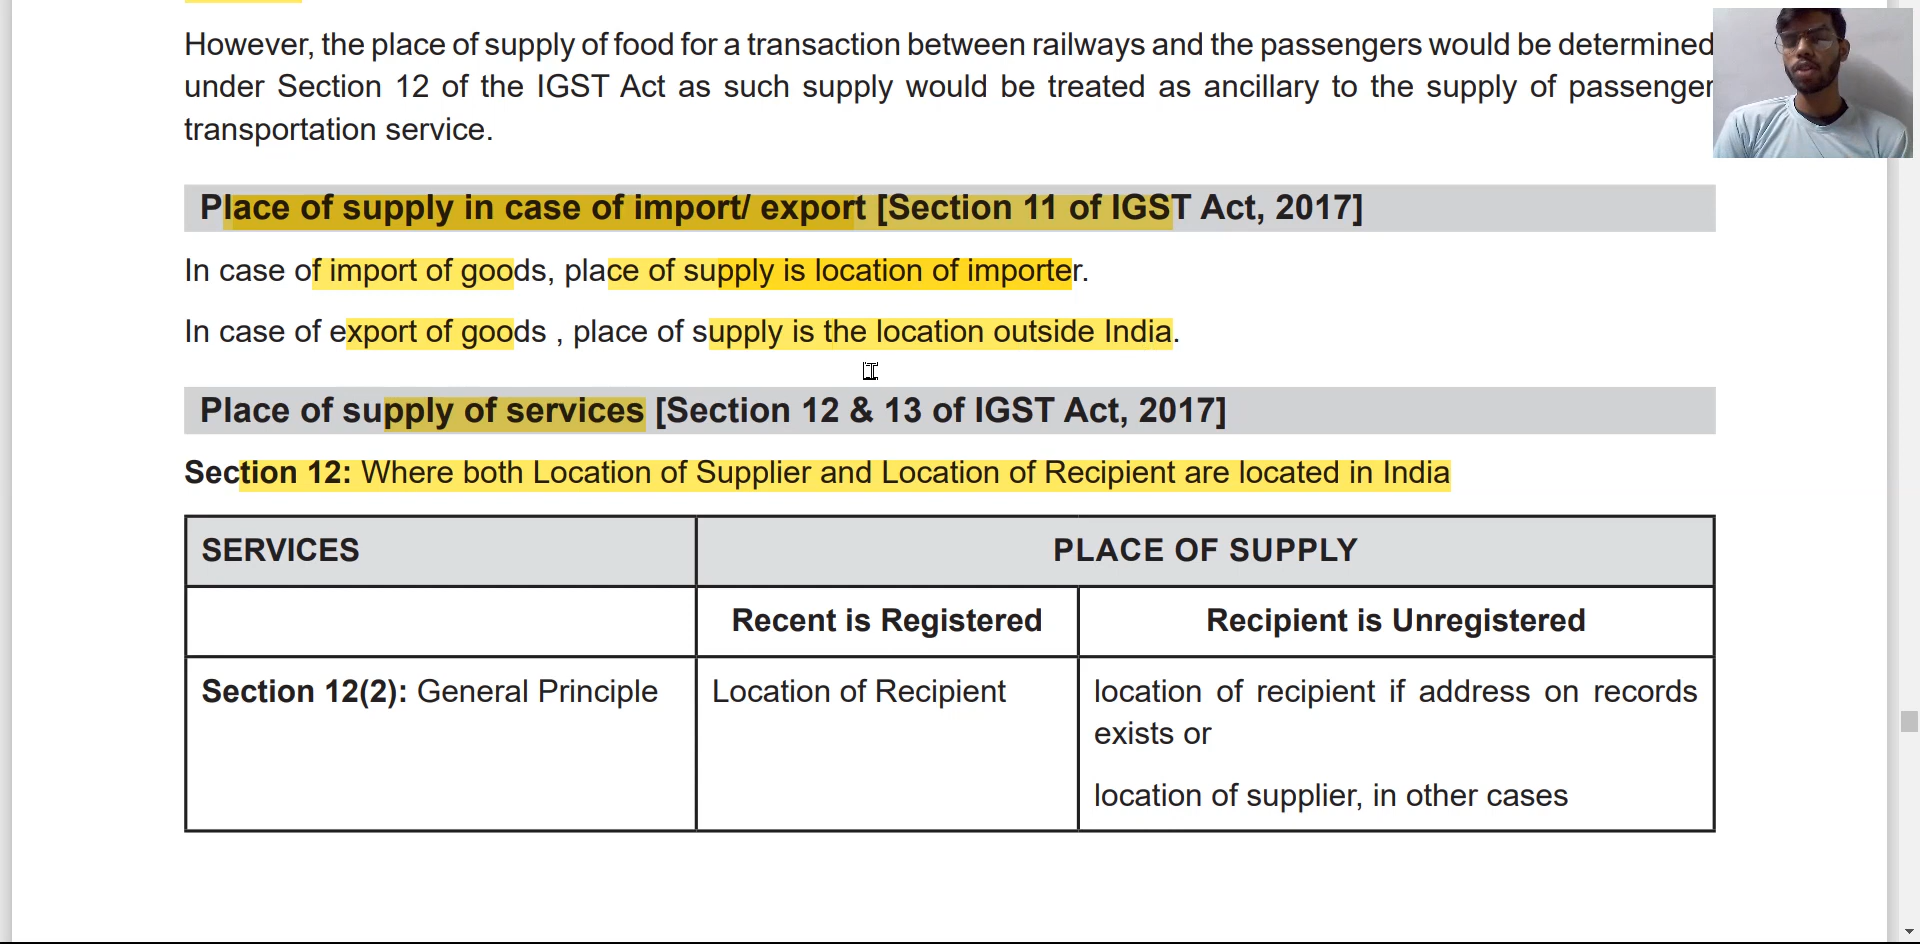 However, the place of supply of food for a transaction between railways and the passengers would be determined
under Section 12 of the IGST Act as such supply would be treated as ancillary to the supply of passenger
transportation service.
Place of supply in case of import/ export [Section 11 of IGST Act, 2017]
In case of import of goods, place of supply is location of importer.
In case of export of goods , place of supply is the location outside India.
Place of supply of services [Section 12 & 13 of IGST Act, 2017]
Section 12: Where both Location of Supplier and Location of Recipient are located in India
SERVICES
PLACE OF SUPPLY
Recent is Registered
Recipient is Unregistered
Section 12(2): General Principle
Location of Recipient
location of recipient if address on records
exists or
location of supplier, in other cases